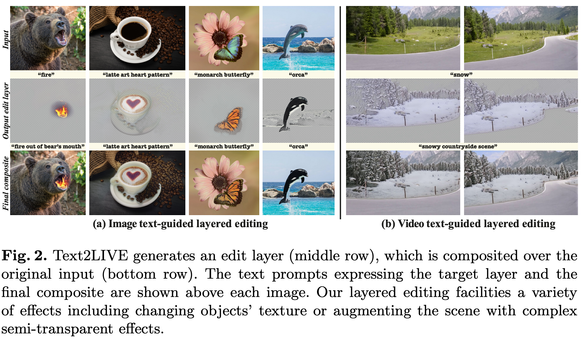 Input
"fire" "latte art heart pattern" "monarch butterfly" "orca" "snow"
Output edit layer
"fire out of bear's mouth" "latte art heart pattern" "monarch butterfly" "orca" "snowy countryside scene"
Final composite
(a) Image text-guided layered editing (b) Video text-guided layered editing
Fig. 2. Text2LIVE generates an edit layer (middle row), which is composited over the
original input (bottom row). The text prompts expressing the target layer and the
final composite are shown above each image. Our layered editing facilities a variety
of effects including changing objects' texture or augmenting the scene with complex
semi-transparent effects.